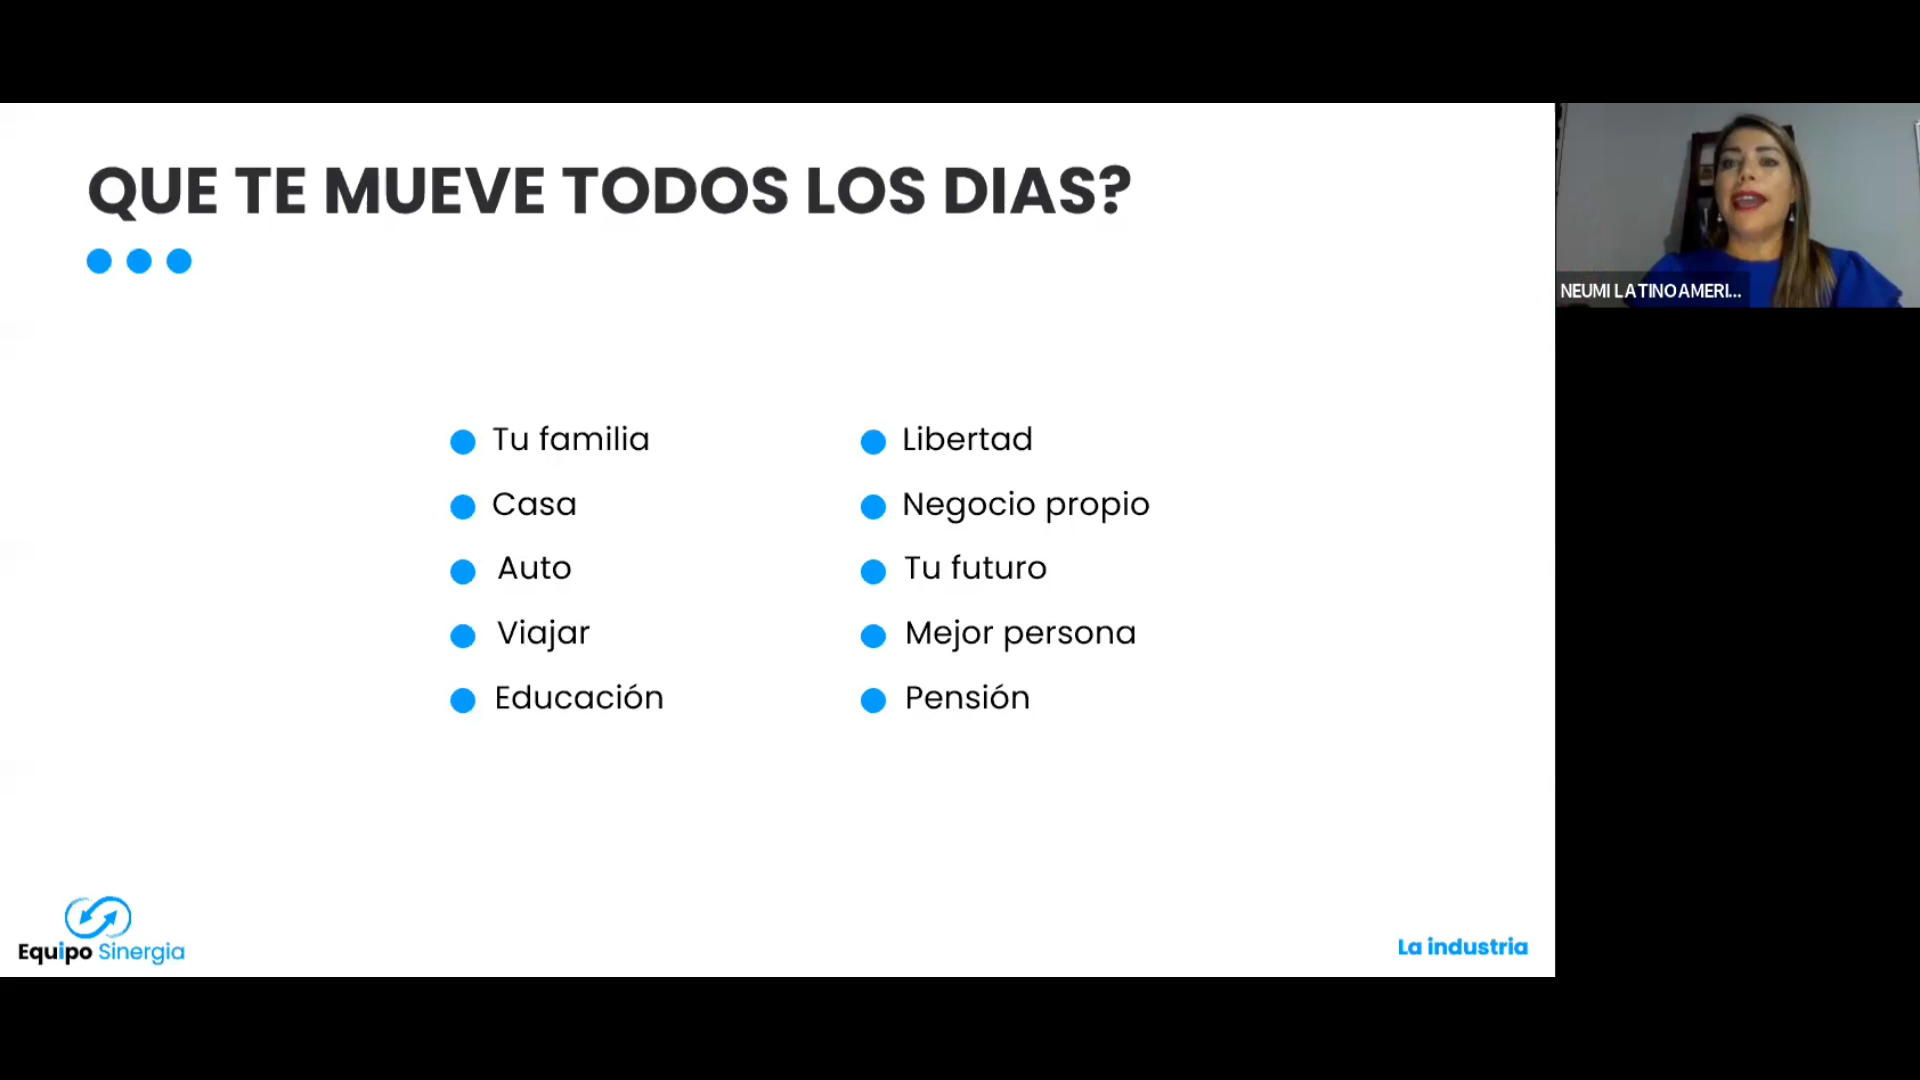 QUE TE MUEVE TODOS LOS DIAS?
Tu familia
Casa
Auto
Viajar
Educación
Libertad
Negocio propio
Tu futuro
Mejor persona
Pensión
Equipo Sinergia
La industria
NEUMI LATINOAMERI...